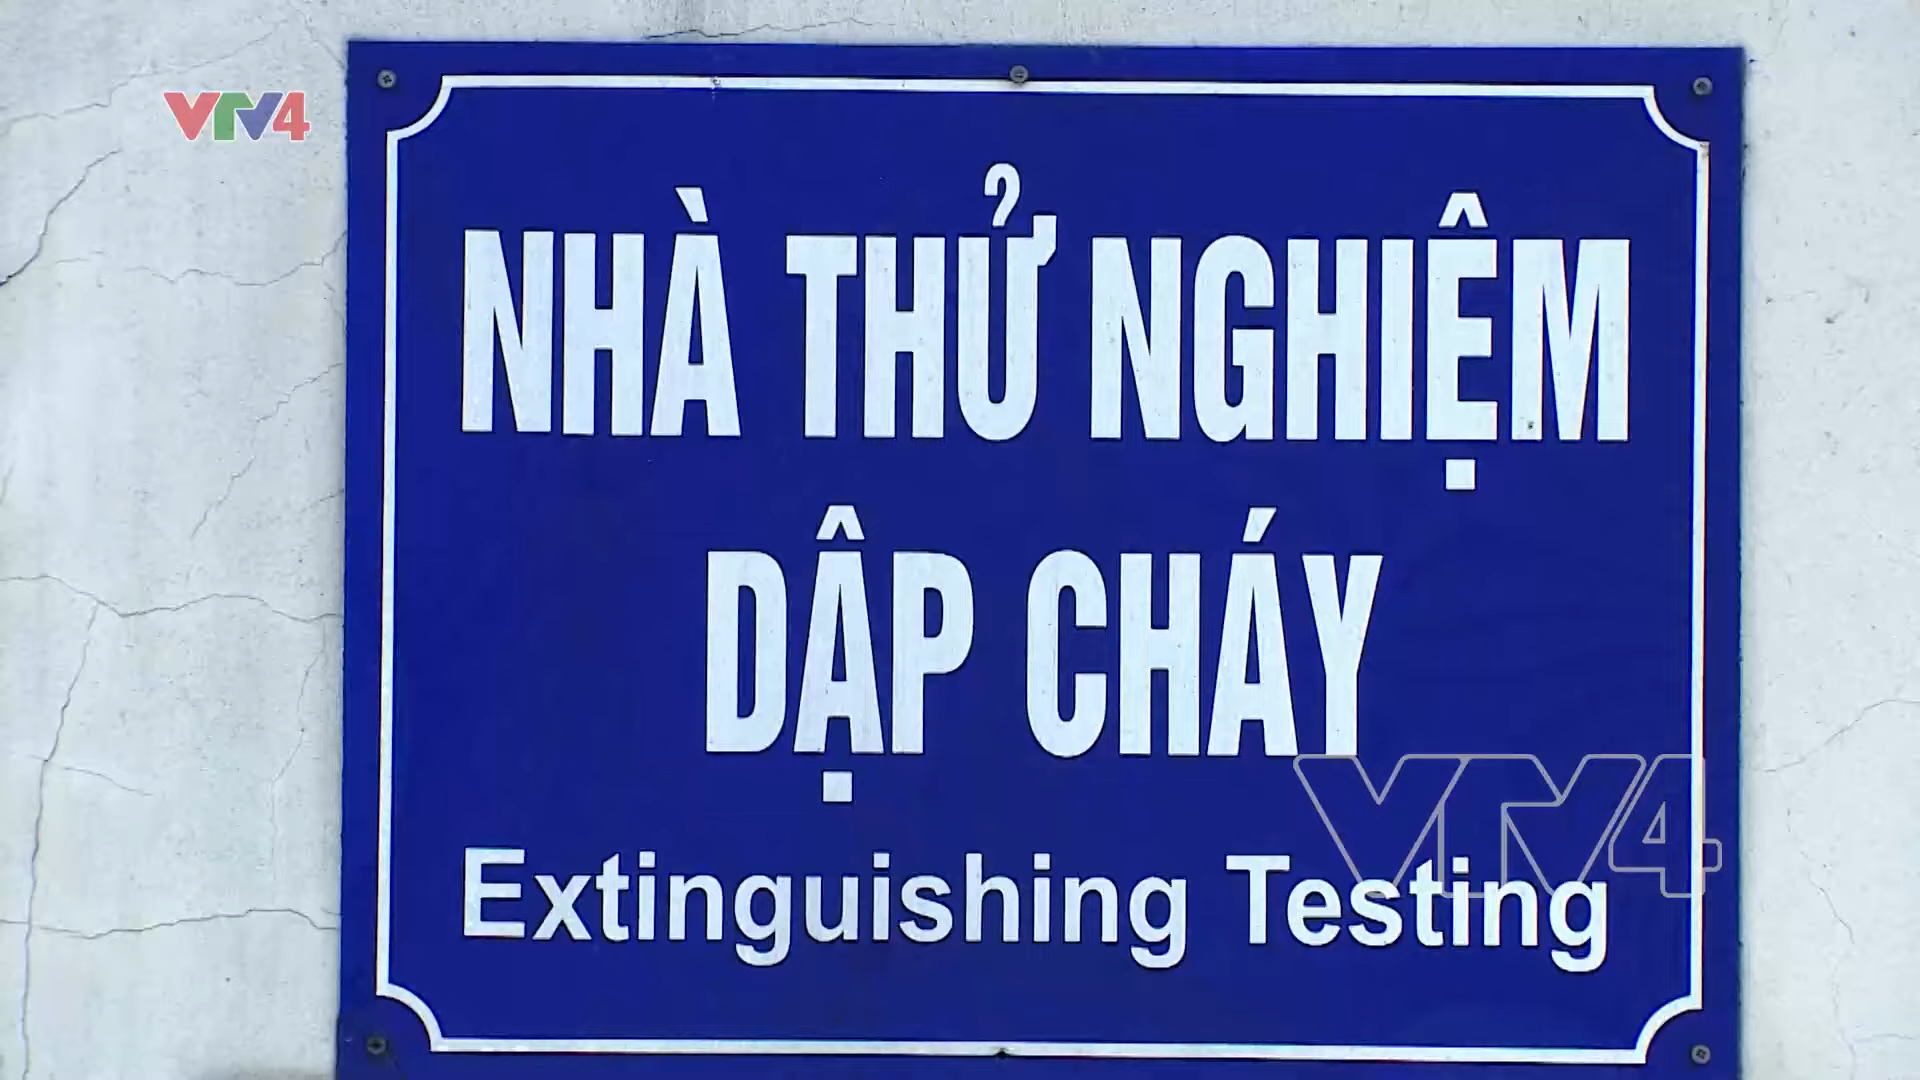 VTV4
NHÀ THỬ NGHIỆM
DẬP CHÁY
VTV4
Extinguishing Testing